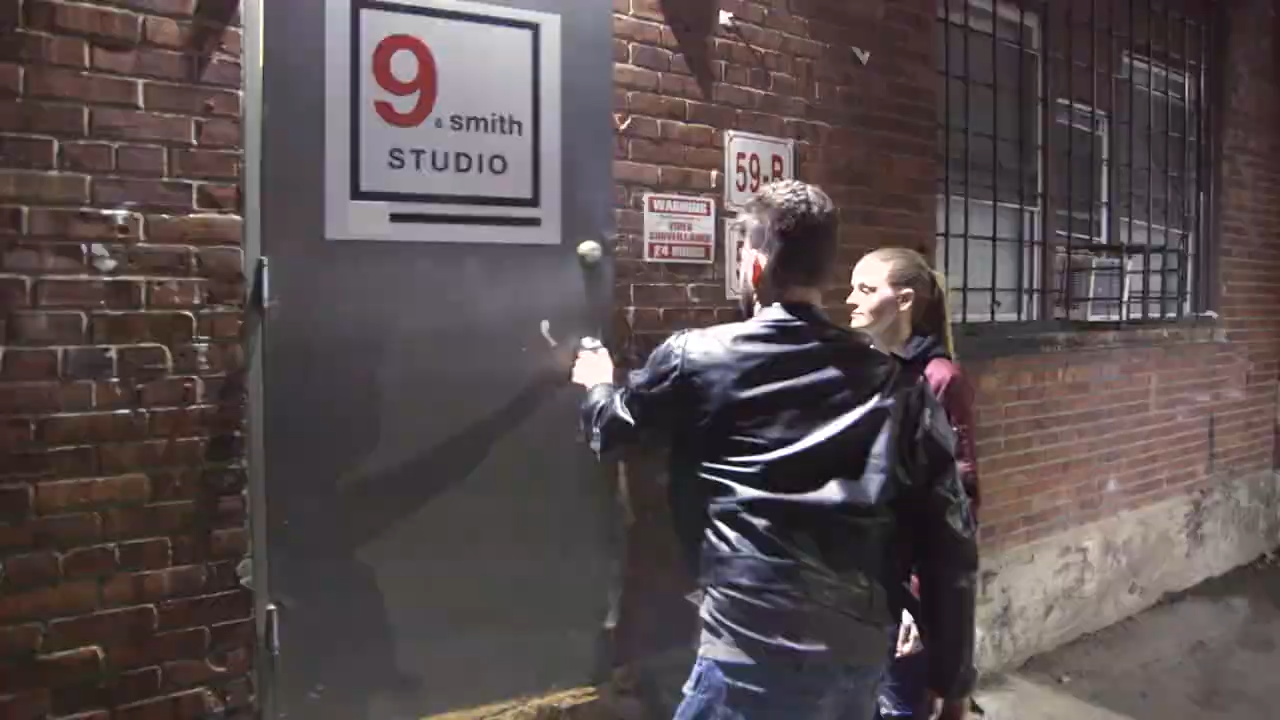 9 & smith
STUDIO
59-B
WARNING
VIDEO
SURVEILLANCE
24 HOURS